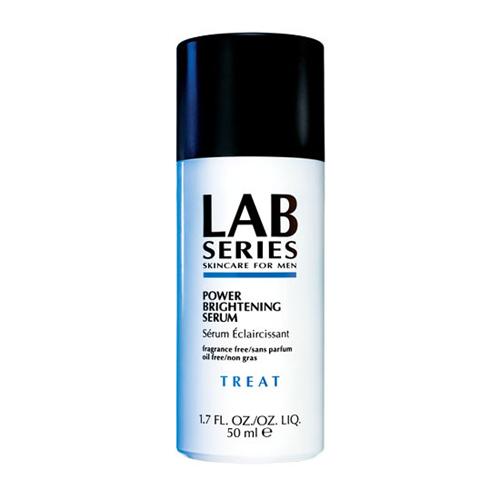 LAB
SERIES
SKINCARE FOR MEN
POWER
BRIGHTENING
SERUM
Sérum Éclaircissant
fragrance free/sans parfum
oil free/non gras
TREAT
1.7 FL. OZ./OZ. LIQ.
50 ml ℮